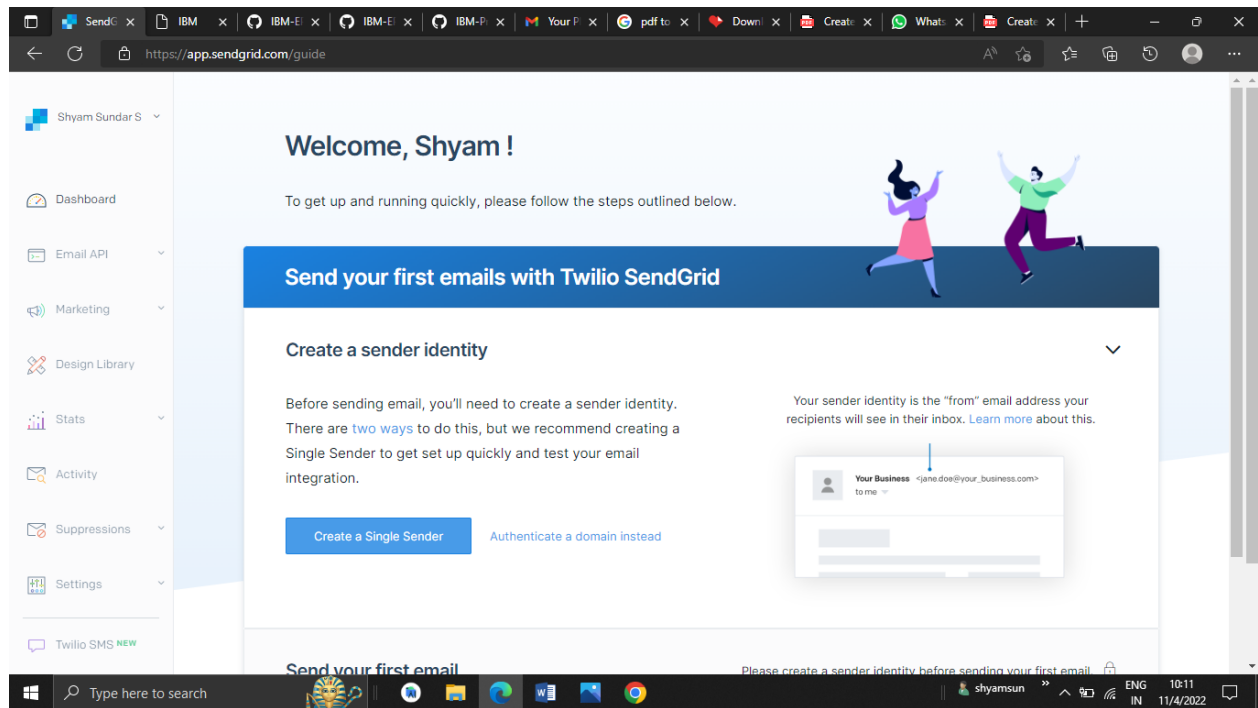 SendG
IBM
IBM-El
IBM-El
IBM-Pr
Your P
pdf to
Downl
Create
Whats
Create
https://app.sendgrid.com/guide
Shyam Sundar S
Welcome, Shyam !
Dashboard
To get up and running quickly, please follow the steps outlined below.
Email API
Send your first emails with Twilio SendGrid
Marketing
Create a sender identity
Design Library
Before sending email, you'll need to create a sender identity.
There are two ways to do this, but we recommend creating a
Single Sender to get set up quickly and test your email
integration.
Your sender identity is the "from" email address your
recipients will see in their inbox. Learn more about this.
Stats
Your Business <jane.doe@your_business.com>
to me
Activity
Create a Single Sender
Authenticate a domain instead
Suppressions
Settings
Twilio SMS NEW
Send your first email
Please create a sender identity before sending your first email.
Type here to search
shyamsun
ENG
IN
10:11
11/4/2022